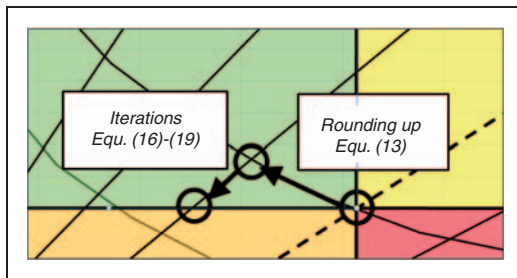 Iterations
Equ. (16)-(19)
Rounding up
Equ. (13)